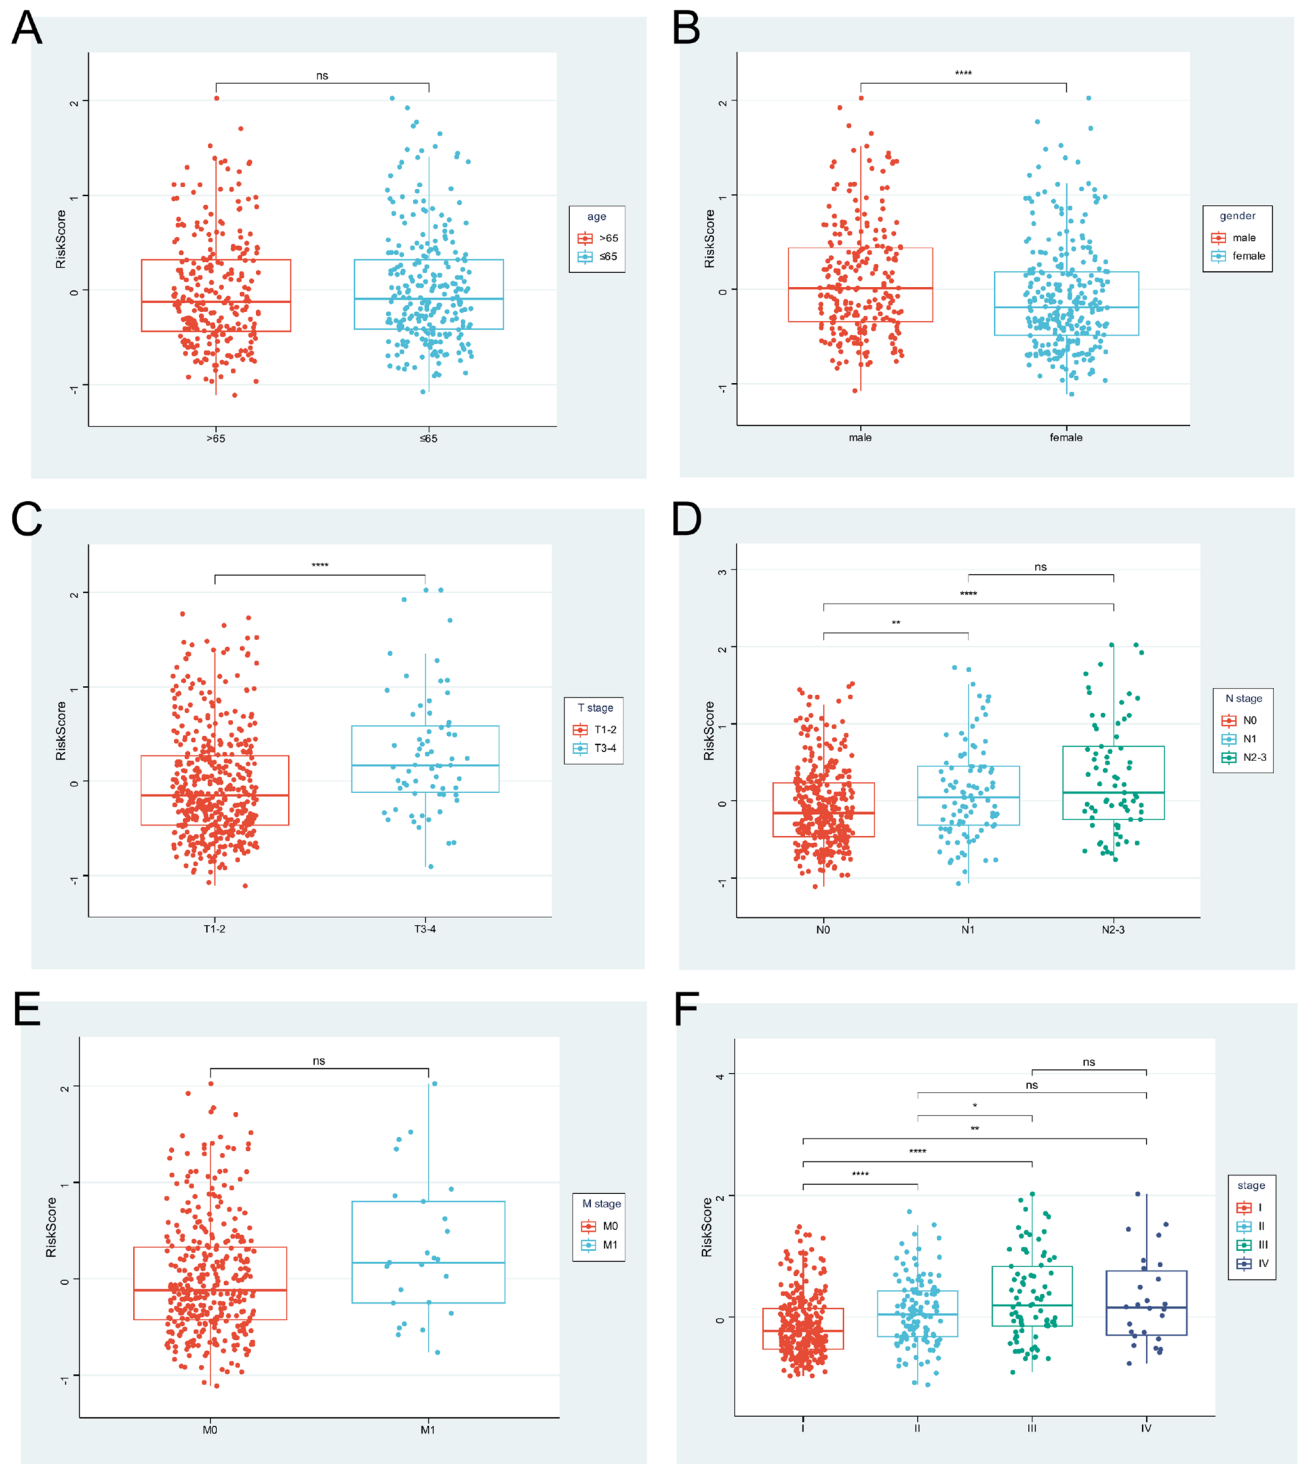 A
ns
2
1
0
-1
RiskScore
>65
≤65
age
>65
≤65
B
****
2
1
0
-1
RiskScore
male
female
gender
male
female
C
****
2
1
0
-1
RiskScore
T1-2
T3-4
T stage
T1-2
T3-4
D
ns
****
**
3
2
1
0
-1
RiskScore
N0
N1
N2-3
N stage
N0
N1
N2-3
E
ns
2
1
0
-1
RiskScore
M0
M1
M stage
M0
M1
F
ns
ns
*
**
****
****
4
2
0
RiskScore
I
II
III
IV
stage
I
II
III
IV